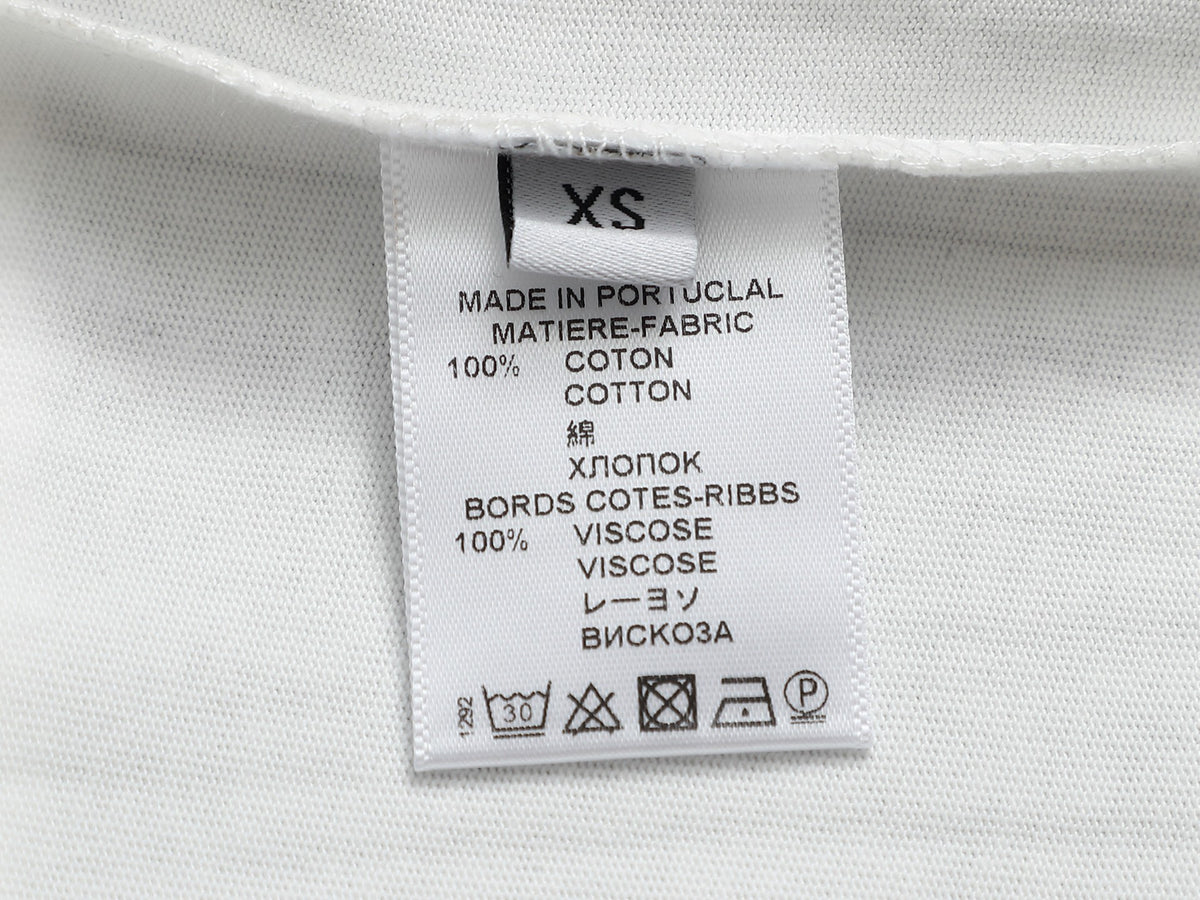 XS
MADE IN PORTUCLAL
MATIERE-FABRIC
100% COTON
COTTON
綿
ХЛОПОК
BORDS COTES-RIBBS
100% VISCOSE
VISCOSE
レーヨソ
ВИСКОЗА
1292
30
P